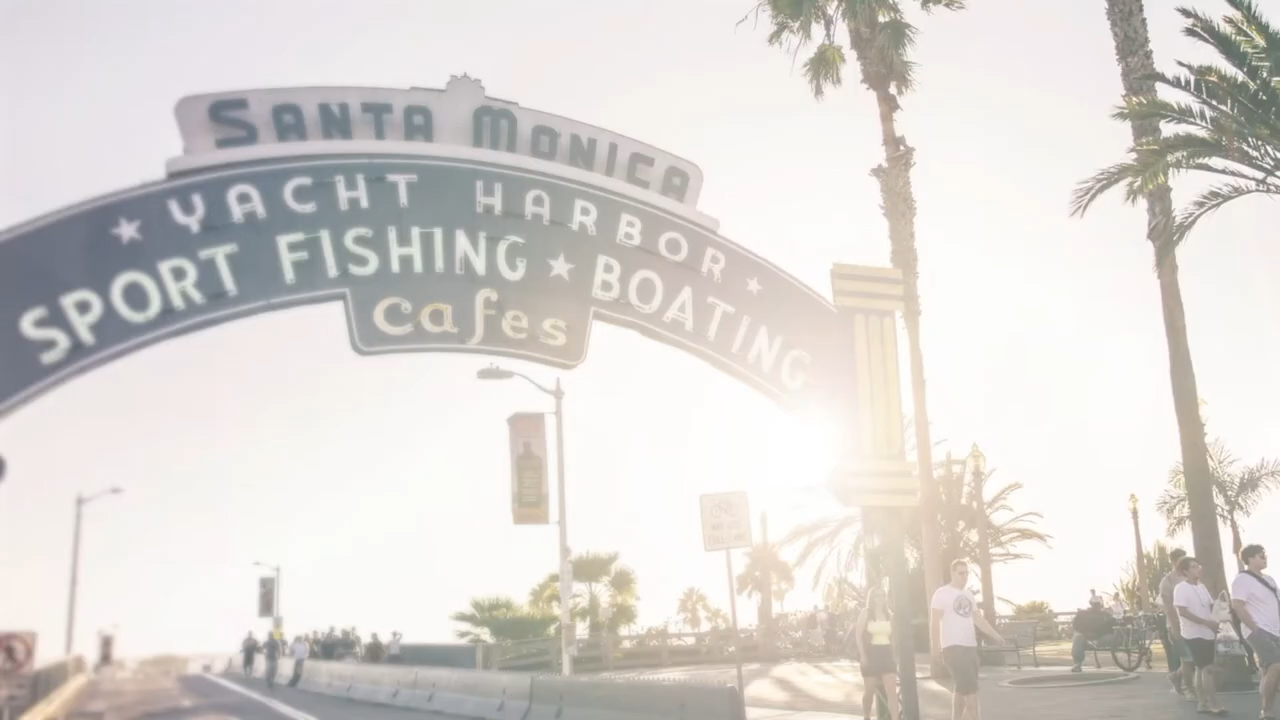 SANTA MONICA
YACHT HARBOR
SPORT FISHING BOATING
cafes